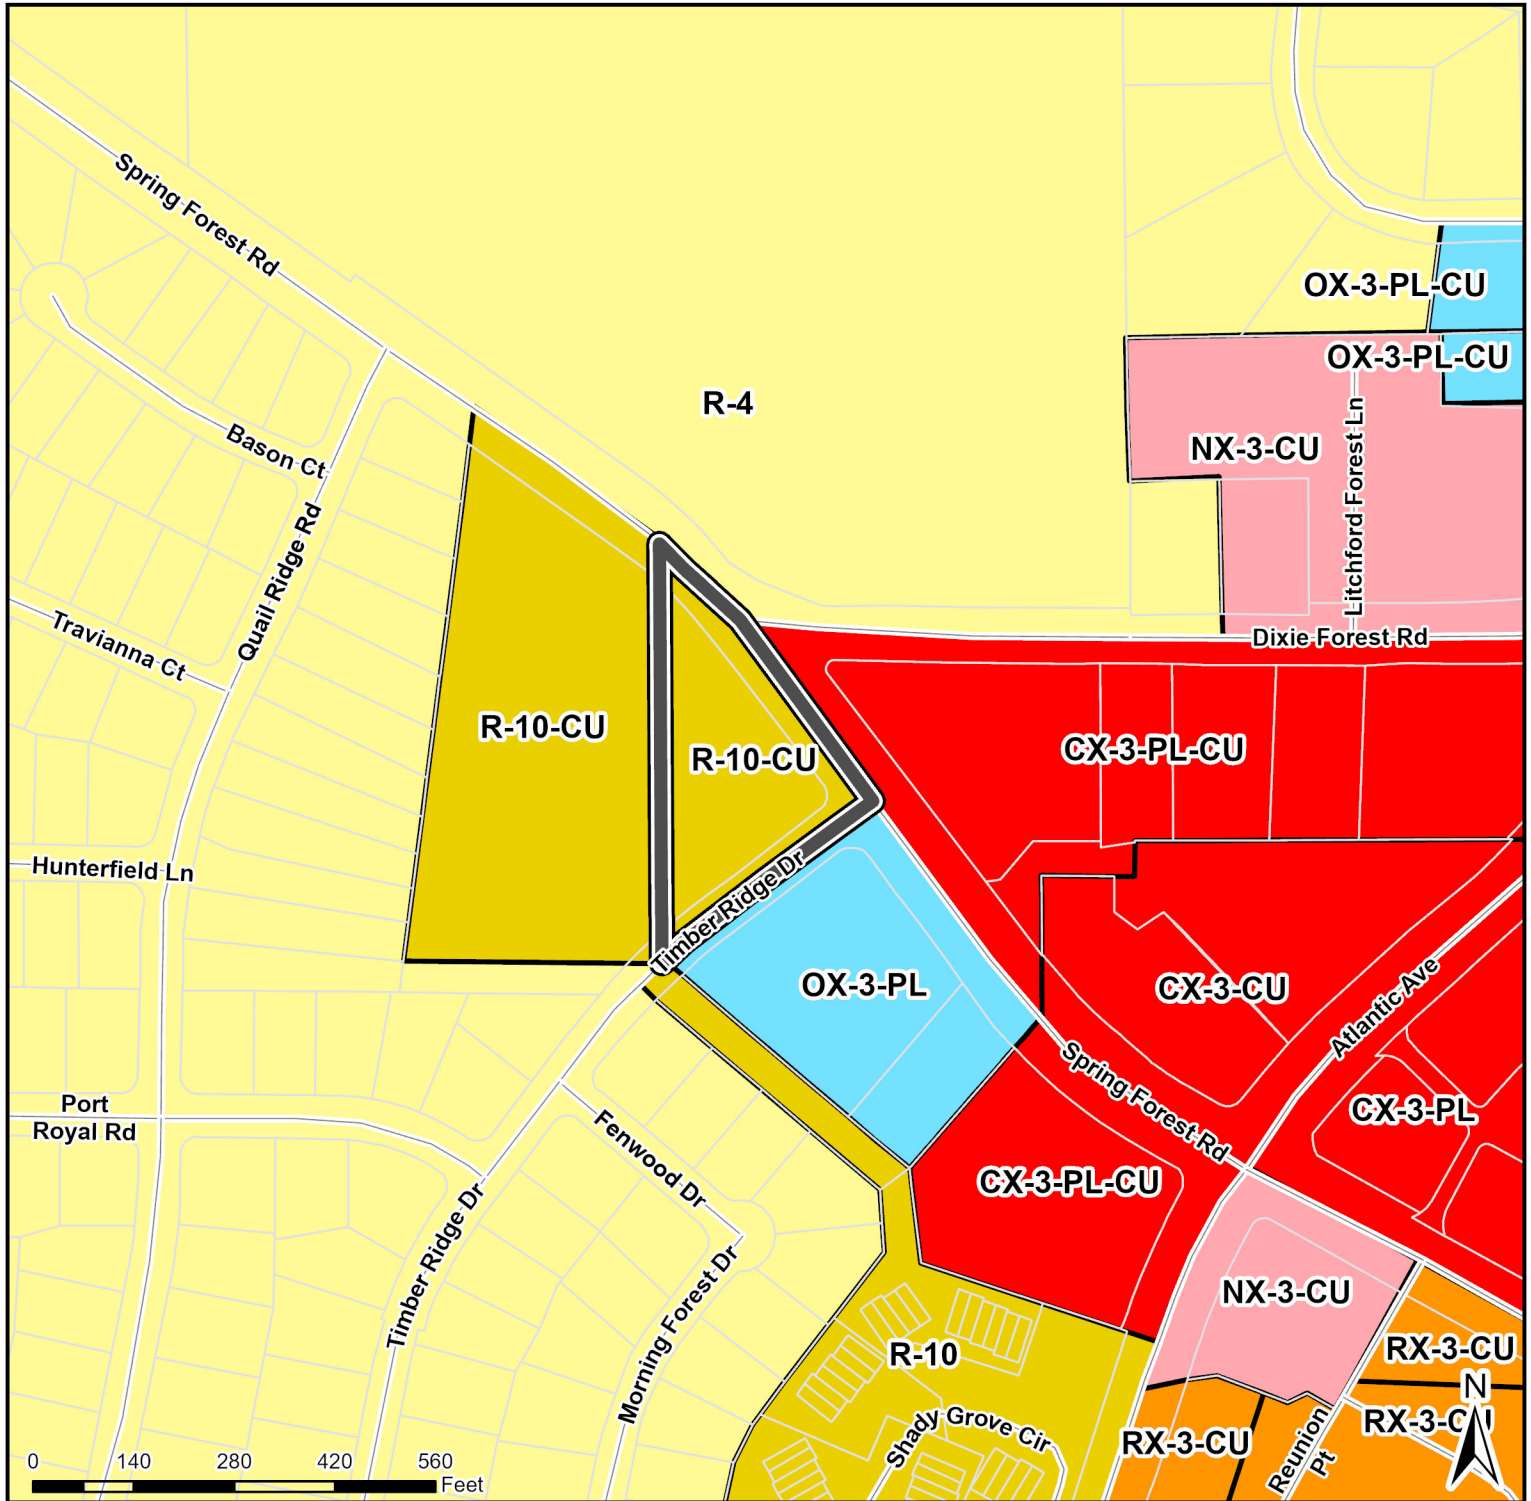 Spring Forest Rd
OX-3-PL-CU
OX-3-PL-CU
R-4
NX-3-CU
Bason Ct
Litchford Forest Ln
Quail Ridge Rd
Travianna Ct
Dixie Forest Rd
R-10-CU
R-10-CU
CX-3-PL-CU
Hunterfield Ln
Timber Ridge Dr
OX-3-PL
CX-3-CU
Atlantic Ave
Spring Forest Rd
Port
Royal Rd
CX-3-PL
Fenwood Dr
CX-3-PL-CU
Timber Ridge Dr
Morning Forest Dr
NX-3-CU
R-10
RX-3-CU
N
RX-3-CU
Shady Grove Cir
RX-3-CU
Reunion
Pt
0 140 280 420 560
Feet